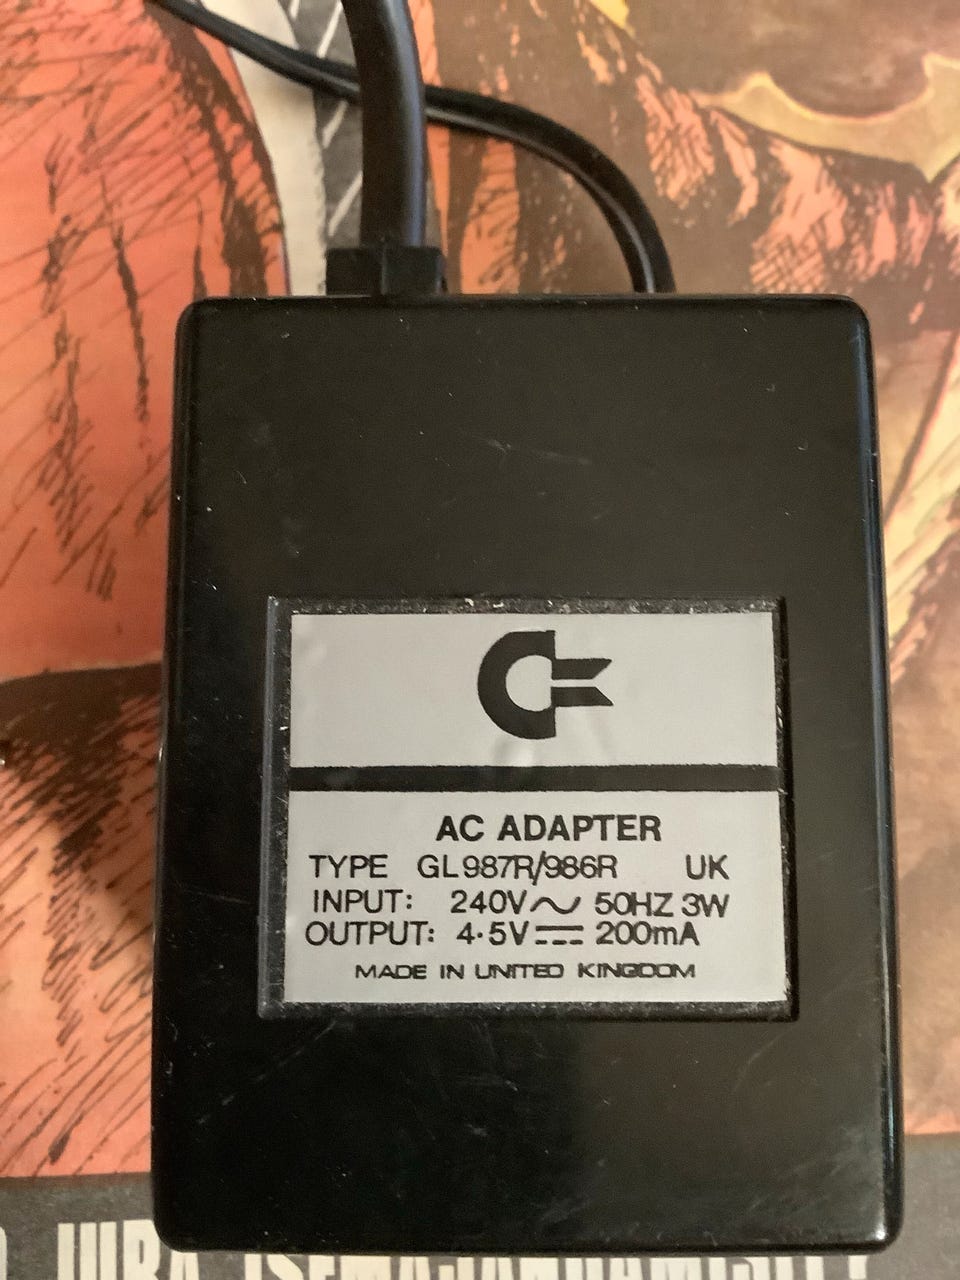 AC ADAPTER
TYPE GL987R/986R UK
INPUT: 240V～ 50HZ 3W
OUTPUT: 4·5V⎓ 200mA
MADE IN UNITED KINGDOM